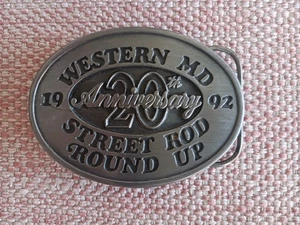 WESTERN MD
20th
19 Anniversary 92
STREET ROD
ROUND UP